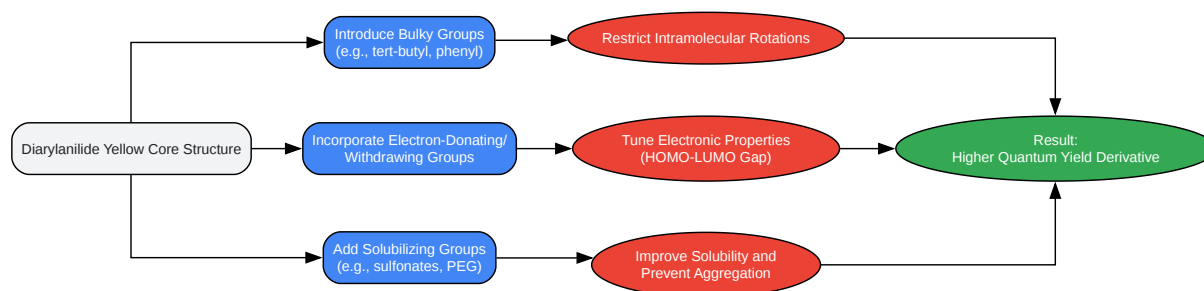 Introduce Bulky Groups
(e.g., tert-butyl, phenyl)
Restrict Intramolecular Rotations
Diarylanilide Yellow Core Structure
Incorporate Electron-Donating/
Withdrawing Groups
Tune Electronic Properties
(HOMO-LUMO Gap)
Result:
Higher Quantum Yield Derivative
Add Solubilizing Groups
(e.g., sulfonates, PEG)
Improve Solubility and
Prevent Aggregation